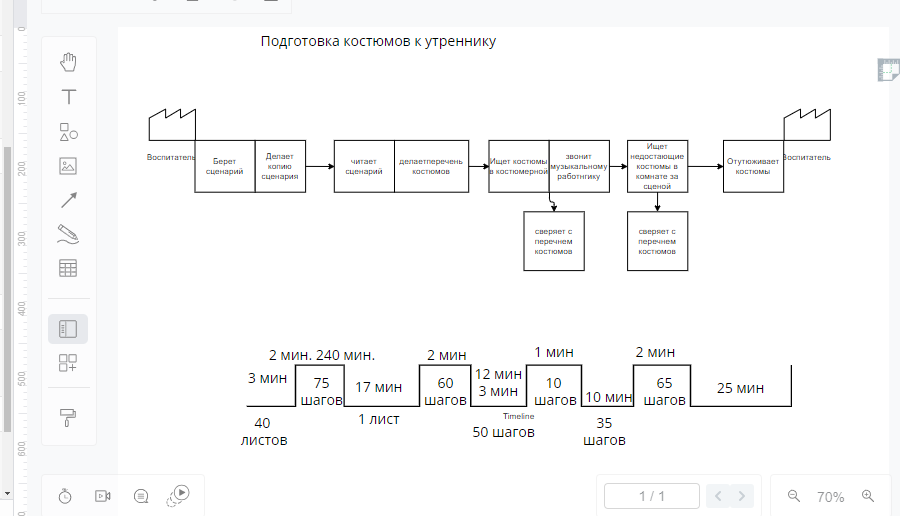 Подготовка костюмов к утреннику
Воспитатель
Берет
сценарий
Делает
копию
сценария
читает
сценарий
делаетперечень
костюмов
Ищет костюмы
в костюмерной
звонит
музыкальному
работнгику
Ищет
недостающие
костюмы в
комнате за
сценой
Отутюживает
костюмы
Воспитатель
сверяет с
перечнем
костюмов
сверяет с
перечнем
костюмов
2 мин. 240 мин.
2 мин
1 мин
2 мин
3 мин
75
шагов
17 мин
60
шагов
12 мин
3 мин
10
шагов
10 мин
65
шагов
25 мин
40
листов
1 лист
Timeline
50 шагов
35
шагов
0
100
200
300
400
500
600
1 / 1
70%